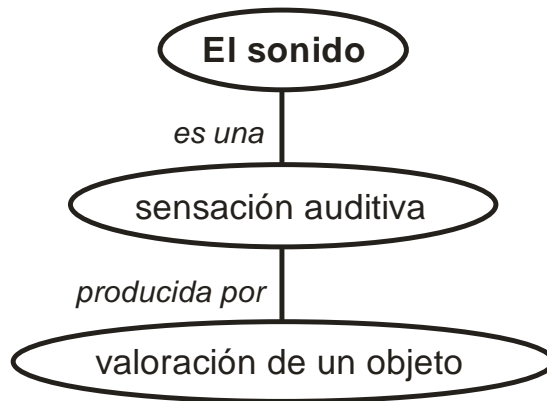 El sonido
es una
sensación auditiva
producida por
valoración de un objeto